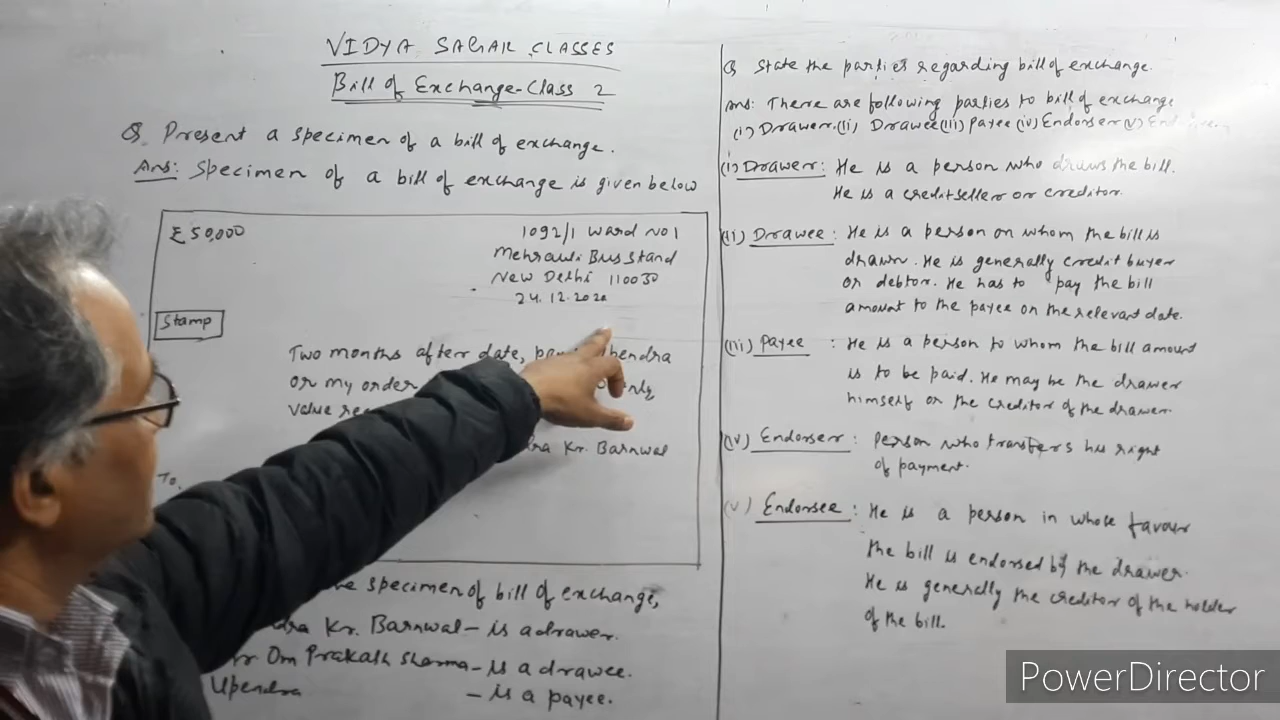 VIDYA SAGAR CLASSES
Bill of Exchange-Class 2
Q. Present a specimen of a bill of exchange.
Ans: Specimen of a bill of exchange is given below
₹ 50,000
1092/1 Ward No 1
Mehrauli Bus Stand
New Delhi 110030
24.12.2020
Stamp
Two months after date, pay
or my order
value
Kr. Barnwal
To,
specimen of bill of exchange,
Kr. Barnwal - is a drawer.
Om Prakash Sharma - is a drawee.
Upendra - is a payee.
Q State the parties regarding bill of exchange.
Ans: There are following parties to bill of exchange
(i) Drawer (ii) Drawee (iii) Payee (iv) Endorser (v)
(i) Drawer: He is a person who draws the bill.
He is a credit seller or creditor.
(ii) Drawee: He is a person on whom the bill is
drawn. He is generally credit buyer
or debtor. He has to pay the bill
amount to the payee on the relevant date.
(iii) Payee : He is a person to whom the bill amount
is to be paid. He may be the drawer
himself or the creditor of the drawer.
(iv) Endorser: Person who transfers his right
of payment.
(v) Endorsee: He is a person in whose favour
the bill is endorsed by the drawer.
He is generally the creditor of the holder
of the bill.
PowerDirector